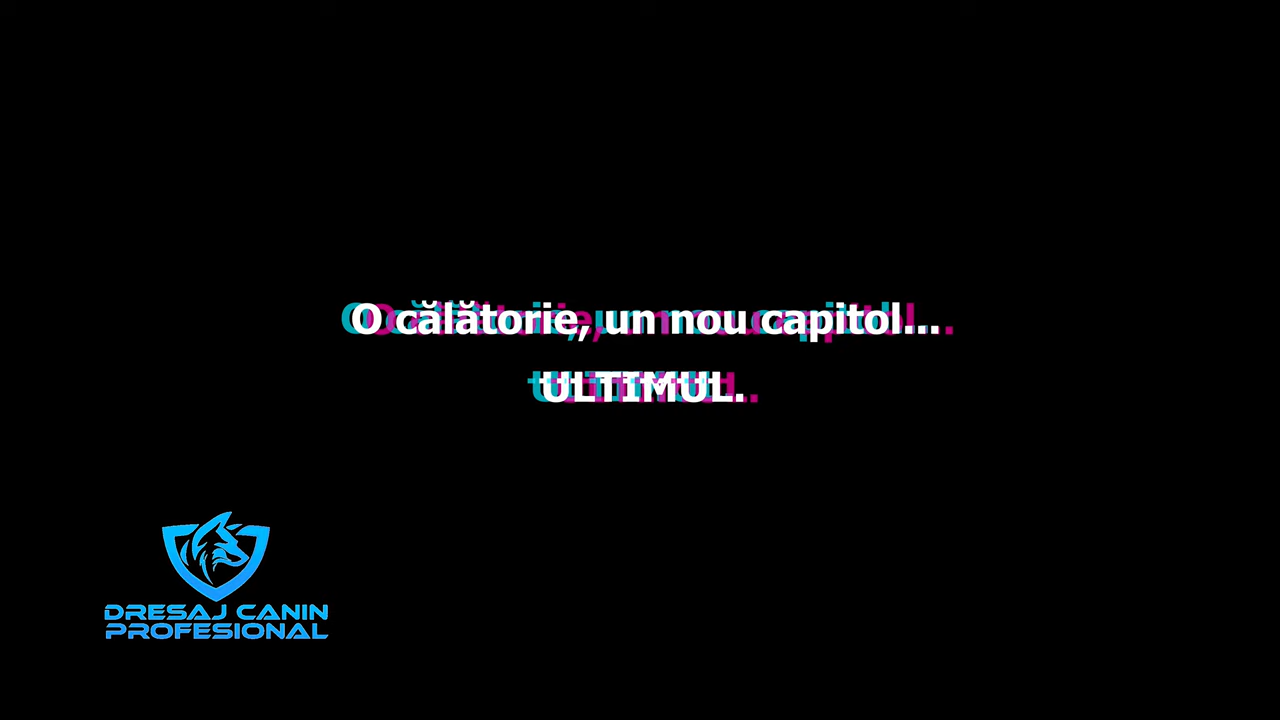 O călătorie, un nou capitol...
ULTIMUL.
DRESAJ CANIN
PROFESIONAL